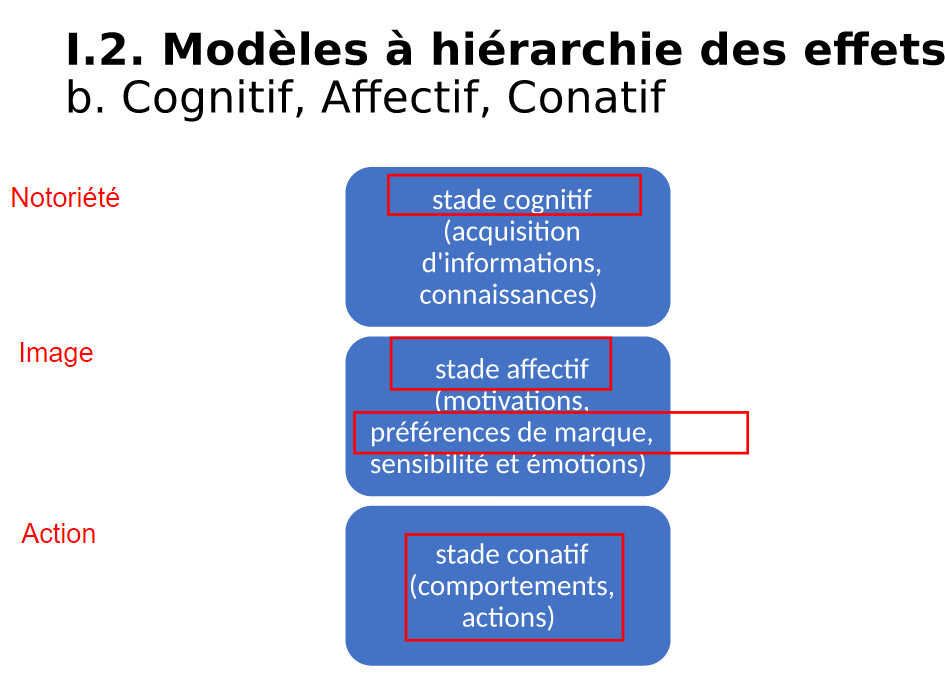 I.2. Modèles à hiérarchie des effets
b. Cognitif, Affectif, Conatif
Notoriété
stade cognitif
(acquisition
d'informations,
connaissances)
Image
stade affectif
(motivations,
préférences de marque,
sensibilité et émotions)
Action
stade conatif
(comportements,
actions)